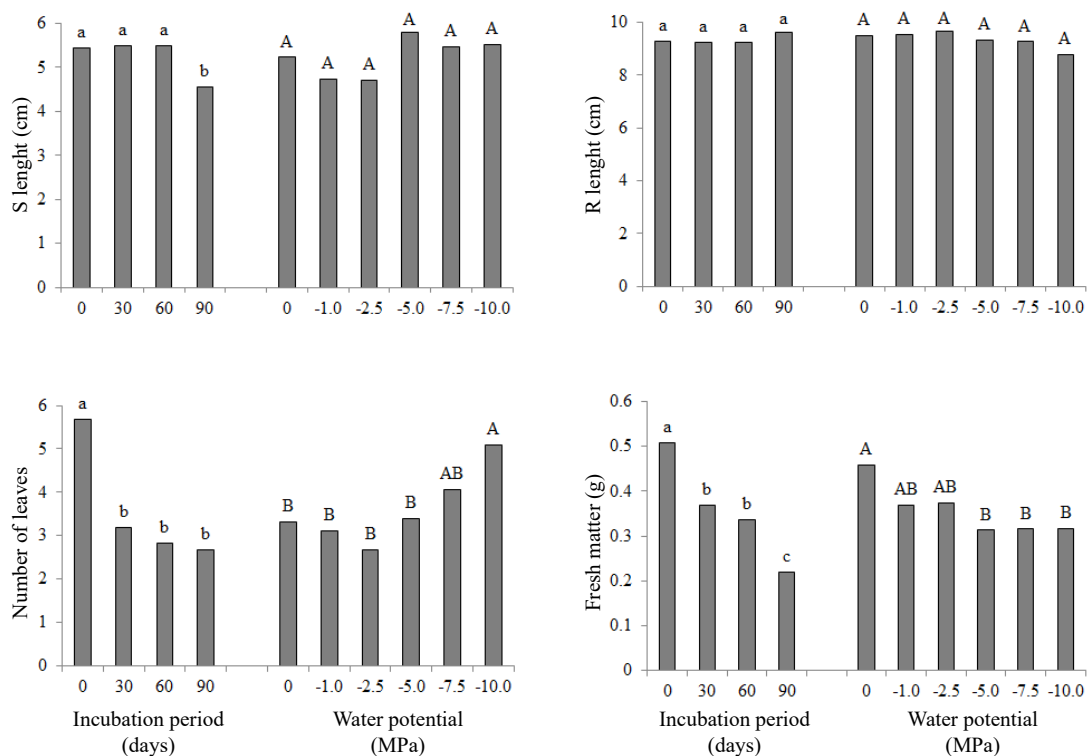 S lenght (cm)
6
5
4
3
2
1
0
a a a b A A A A A A
0 30 60 90 0 -1.0 -2.5 -5.0 -7.5 -10.0
R lenght (cm)
10
8
6
4
2
0
a a a a A A A A A A
0 30 60 90 0 -1.0 -2.5 -5.0 -7.5 -10.0
Number of leaves
6
5
4
3
2
1
0
a b b b B B B B AB A
0 30 60 90 0 -1.0 -2.5 -5.0 -7.5 -10.0
Incubation period
(days)
Water potential
(MPa)
Fresh matter (g)
0.6
0.5
0.4
0.3
0.2
0.1
0
a b b c A AB AB B B B
0 30 60 90 0 -1.0 -2.5 -5.0 -7.5 -10.0
Incubation period
(days)
Water potential
(MPa)